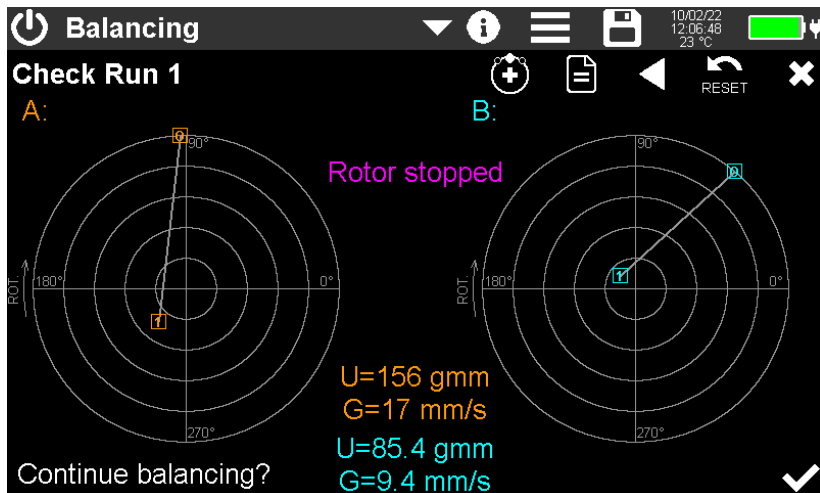 Balancing
i
10/02/22
12:06:48
23 °C
Check Run 1
RESET
A:
B:
0
90°
90°
0
Rotor stopped
ROT.
180°
0°
ROT.
180°
1
0°
1
U=156 gmm
G=17 mm/s
270°
270°
U=85.4 gmm
G=9.4 mm/s
Continue balancing?